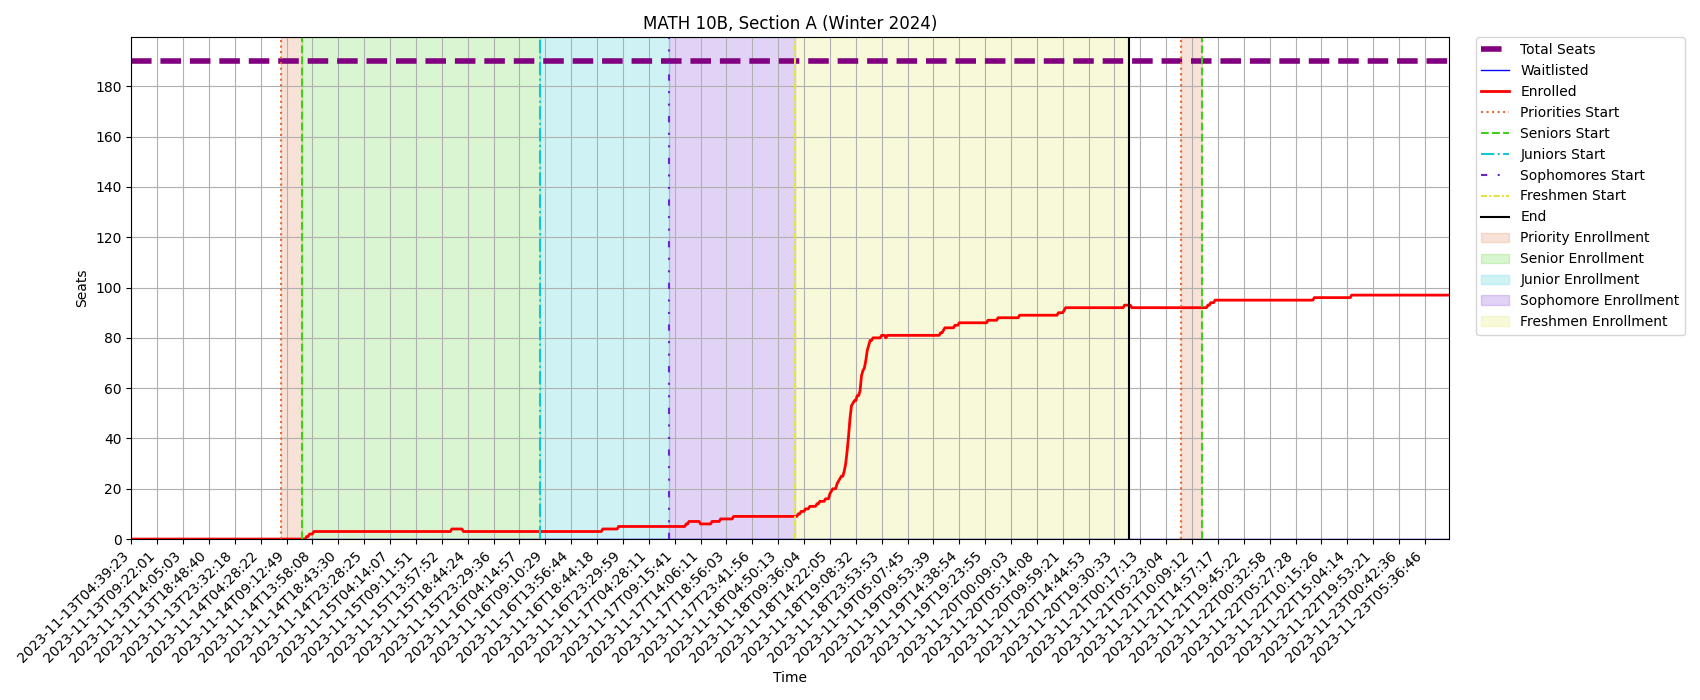 MATH 10B, Section A (Winter 2024)
Seats
180
160
140
120
100
80
60
40
20
0
2023-11-13T04:39:23
2023-11-13T09:22:01
2023-11-13T14:05:03
2023-11-13T18:48:40
2023-11-13T23:32:18
2023-11-14T04:28:22
2023-11-14T09:12:49
2023-11-14T13:58:08
2023-11-14T18:43:30
2023-11-14T23:28:25
2023-11-15T04:14:07
2023-11-15T09:11:51
2023-11-15T13:57:52
2023-11-15T18:44:24
2023-11-15T23:29:36
2023-11-16T04:14:57
2023-11-16T09:10:29
2023-11-16T13:56:44
2023-11-16T18:44:18
2023-11-16T23:29:59
2023-11-17T04:28:11
2023-11-17T09:15:41
2023-11-17T14:06:11
2023-11-17T18:56:03
2023-11-17T23:41:56
2023-11-18T04:50:13
2023-11-18T09:36:04
2023-11-18T14:22:05
2023-11-18T19:08:32
2023-11-18T23:53:53
2023-11-19T05:07:45
2023-11-19T09:53:39
2023-11-19T14:38:54
2023-11-19T19:23:55
2023-11-20T00:09:03
2023-11-20T05:14:08
2023-11-20T09:59:21
2023-11-20T14:44:53
2023-11-20T19:30:33
2023-11-21T00:17:13
2023-11-21T05:23:04
2023-11-21T10:09:12
2023-11-21T14:57:17
2023-11-21T19:45:22
2023-11-22T00:32:58
2023-11-22T05:27:28
2023-11-22T10:15:26
2023-11-22T15:04:14
2023-11-22T19:53:21
2023-11-23T00:42:36
2023-11-23T05:36:46
Time
Total Seats
Waitlisted
Enrolled
Priorities Start
Seniors Start
Juniors Start
Sophomores Start
Freshmen Start
End
Priority Enrollment
Senior Enrollment
Junior Enrollment
Sophomore Enrollment
Freshmen Enrollment